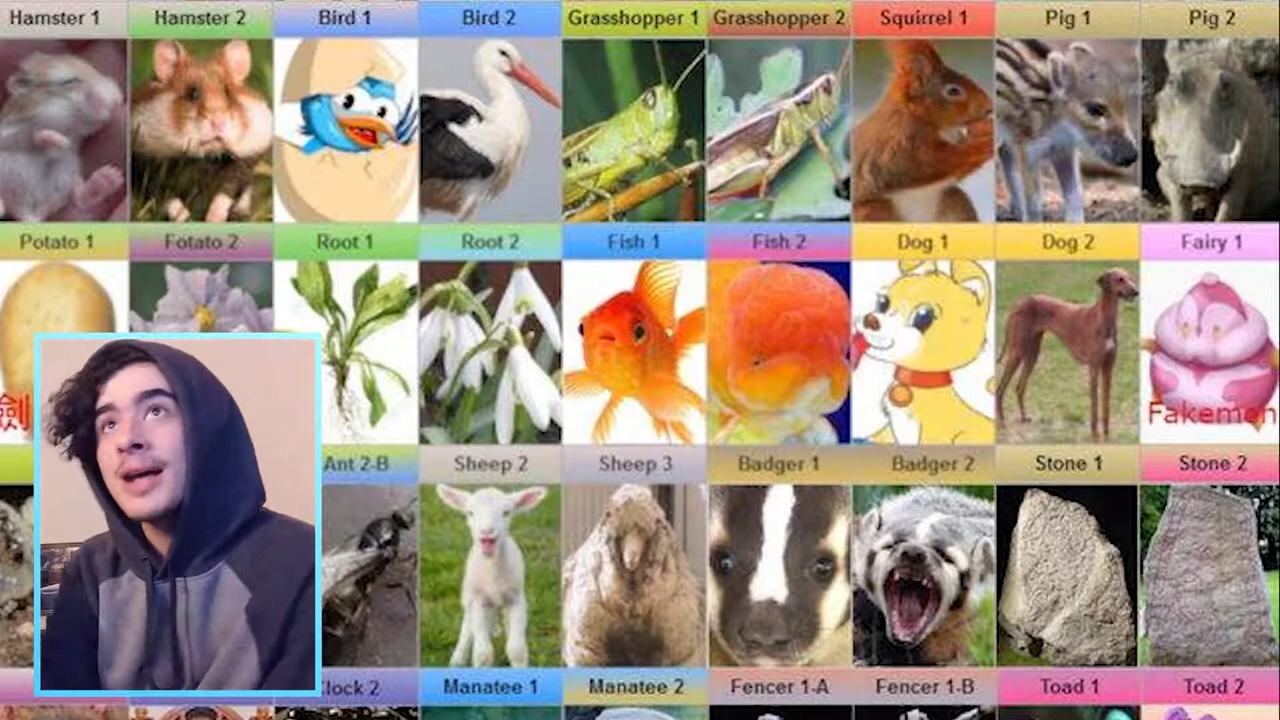 Hamster 1
Hamster 2
Bird 1
Bird 2
Grasshopper 1
Grasshopper 2
Squirrel 1
Pig 1
Pig 2
Potato 1
Fotato 2
Root 1
Root 2
Fish 1
Fish 2
Dog 1
Dog 2
Fairy 1
劍
Fakemon
Ant 2-B
Sheep 2
Sheep 3
Badger 1
Badger 2
Stone 1
Stone 2
Clock 2
Manatee 1
Manatee 2
Fencer 1-A
Fencer 1-B
Toad 1
Toad 2